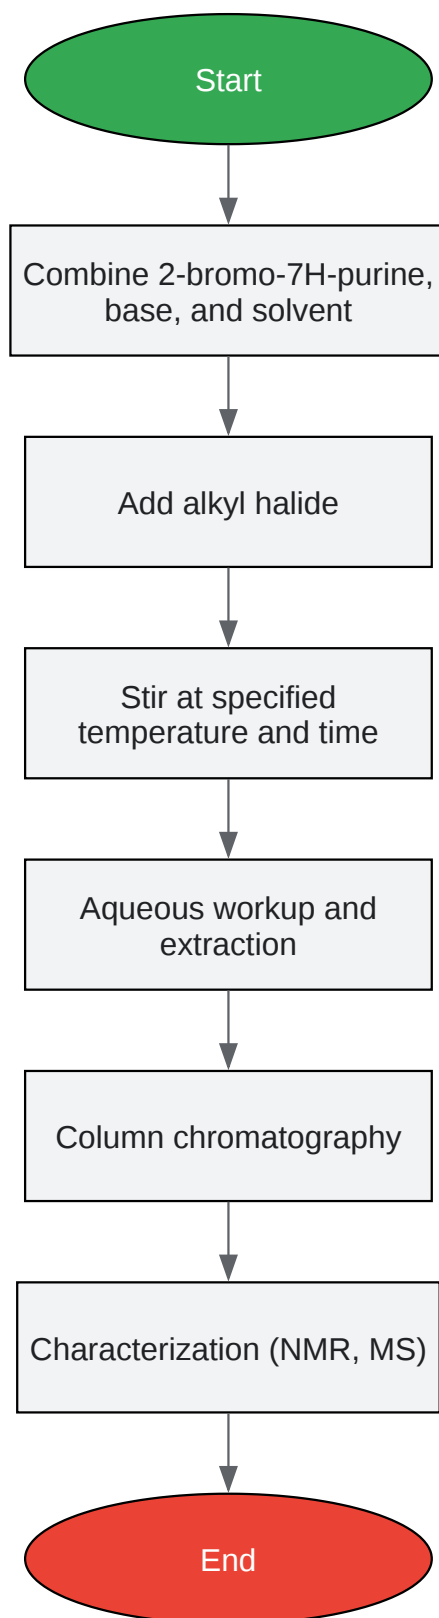 Start
Combine 2-bromo-7H-purine,
base, and solvent
Add alkyl halide
Stir at specified
temperature and time
Aqueous workup and
extraction
Column chromatography
Characterization (NMR, MS)
End